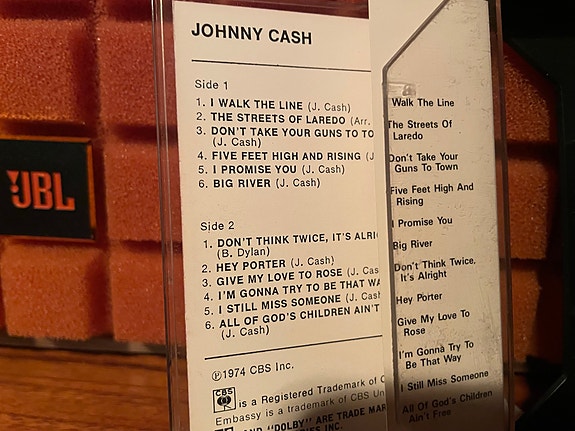 JOHNNY CASH
Side 1
1. I WALK THE LINE (J. Cash)
2. THE STREETS OF LAREDO (Arr.
3. DON'T TAKE YOUR GUNS TO TO
(J. Cash)
4. FIVE FEET HIGH AND RISING (J
5. I PROMISE YOU (J. Cash)
6. BIG RIVER (J. Cash)
Side 2
1. DON'T THINK TWICE, IT'S ALRI
(B. Dylan)
2. HEY PORTER (J. Cash)
3. GIVE MY LOVE TO ROSE (J. Cas
4. I'M GONNA TRY TO BE THAT WA
5. I STILL MISS SOMEONE (J. Cash
6. ALL OF GOD'S CHILDREN AIN'T
(J. Cash)
℗1974 CBS Inc.
CBS
is a Registered Trademark of C
Embassy is a trademark of CBS Un
AND "DOLBY" ARE TRADE MAR
Walk The Line
The Streets Of
Laredo
Don't Take Your
Guns To Town
Five Feet High And
Rising
I Promise You
Big River
Don't Think Twice,
It's Alright
Hey Porter
Give My Love To
Rose
I'm Gonna Try To
Be That Way
I Still Miss Someone
All Of God's Children
Ain't Free
JBL